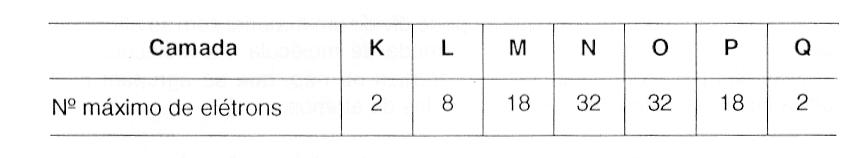 Camada K L M N O P Q
Nº máximo de elétrons 2 8 18 32 32 18 2